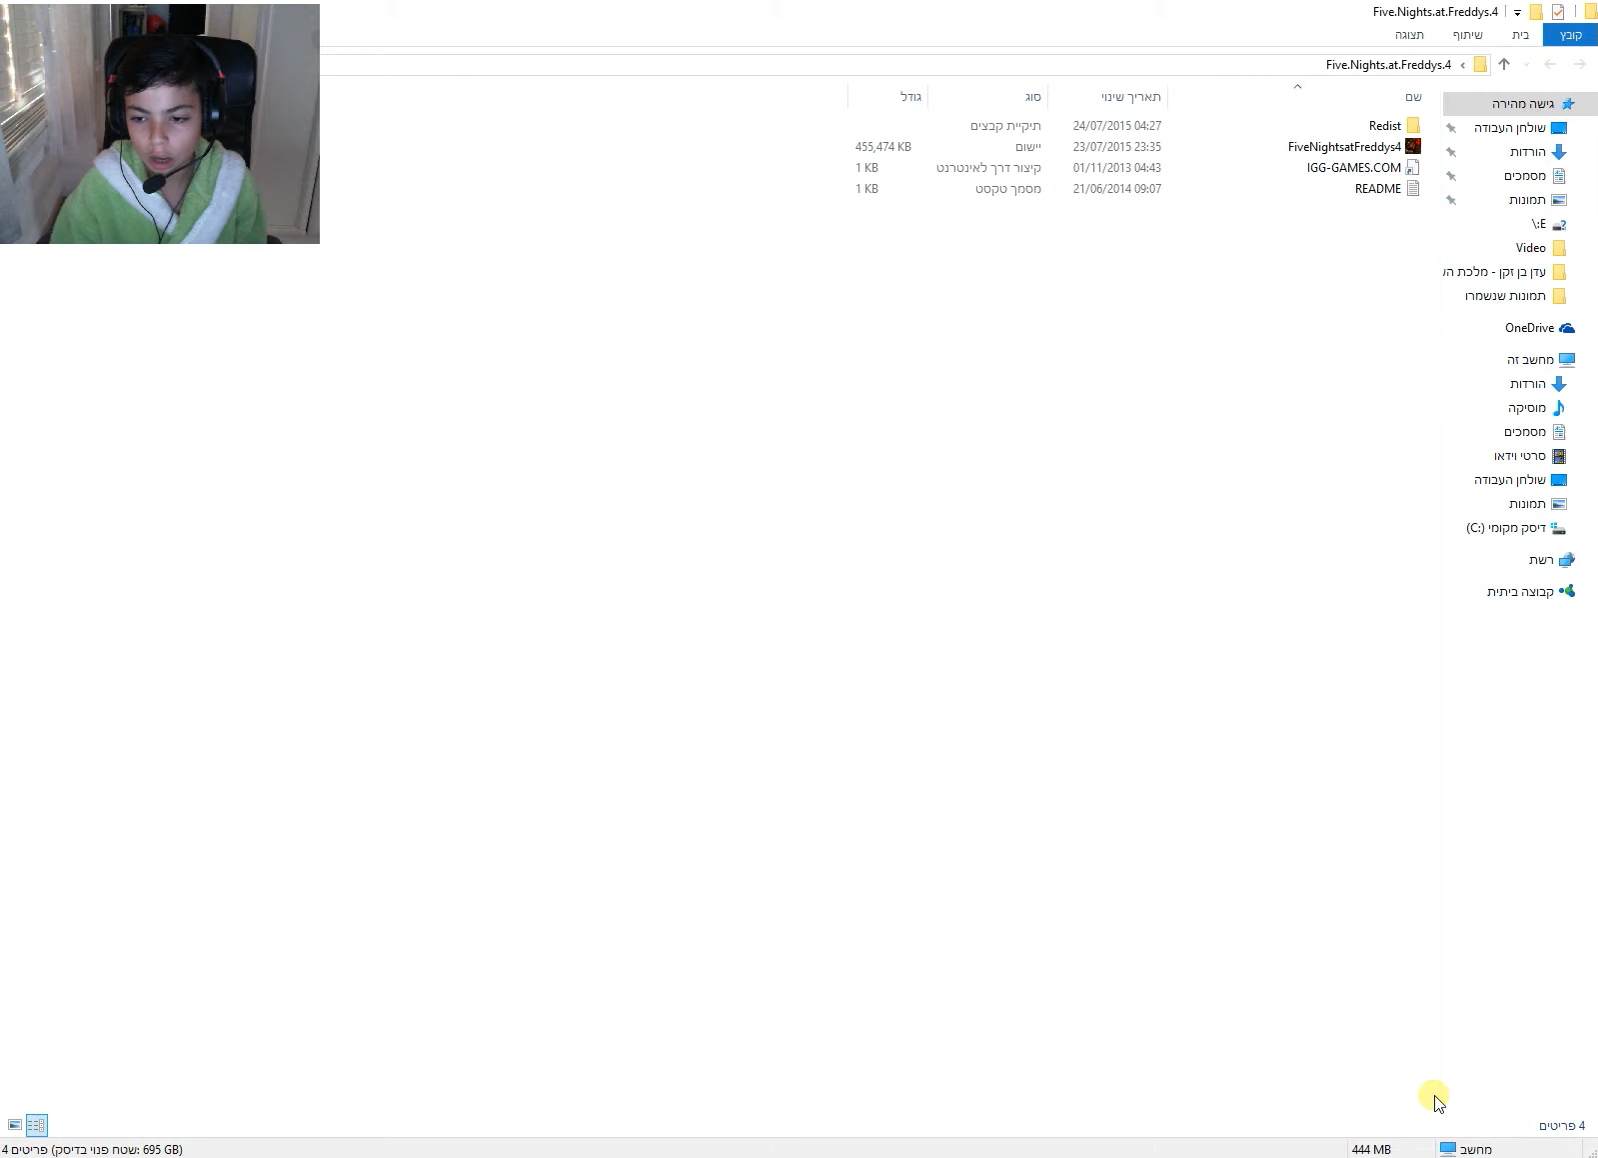 Five.Nights.at.Freddys.4
קובץ
בית
שיתוף
תצוגה
Five.Nights.at.Freddys.4
שם
תאריך שינוי
סוג
גודל
Redist
24/07/2015 04:27
תיקיית קבצים
FiveNightsatFreddys4
23/07/2015 23:35
יישום
455,474 KB
IGG-GAMES.COM
01/11/2013 04:43
קיצור דרך לאינטרנט
1 KB
README
21/06/2014 09:07
מסמך טקסט
1 KB
גישה מהירה
שולחן העבודה
הורדות
מסמכים
תמונות
\:E
Video
עדן בן זקן - מלכת
תמונות שנשמרו
OneDrive
מחשב זה
הורדות
מוסיקה
מסמכים
סרטי וידאו
שולחן העבודה
תמונות
דיסק מקומי (C:)
רשת
קבוצה ביתית
4 פריטים
מחשב
444 MB
4 פריטים (שטח פנוי בדיסק: 695 GB)